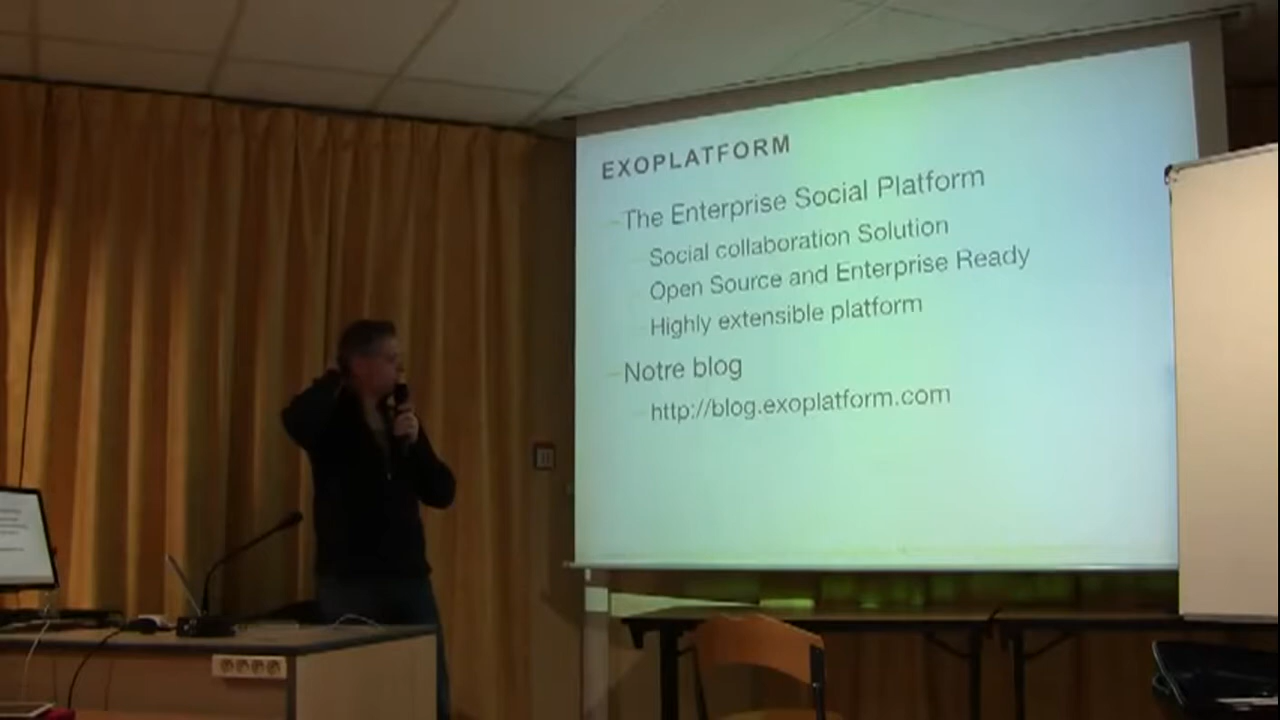 EXOPLATFORM
–The Enterprise Social Platform
Social collaboration Solution
Open Source and Enterprise Ready
Highly extensible platform
–Notre blog
http://blog.exoplatform.com